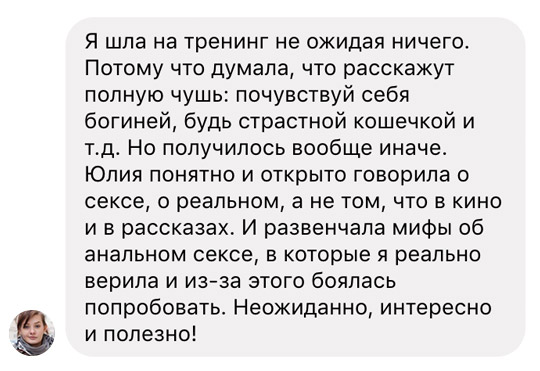 Я шла на тренинг не ожидая ничего.
Потому что думала, что расскажут
полную чушь: почувствуй себя
богиней, будь страстной кошечкой и
т.д. Но получилось вообще иначе.
Юлия понятно и открыто говорила о
сексе, о реальном, а не том, что в кино
и в рассказах. И развенчала мифы об
анальном сексе, в которые я реально
верила и из-за этого боялась
попробовать. Неожиданно, интересно
и полезно!